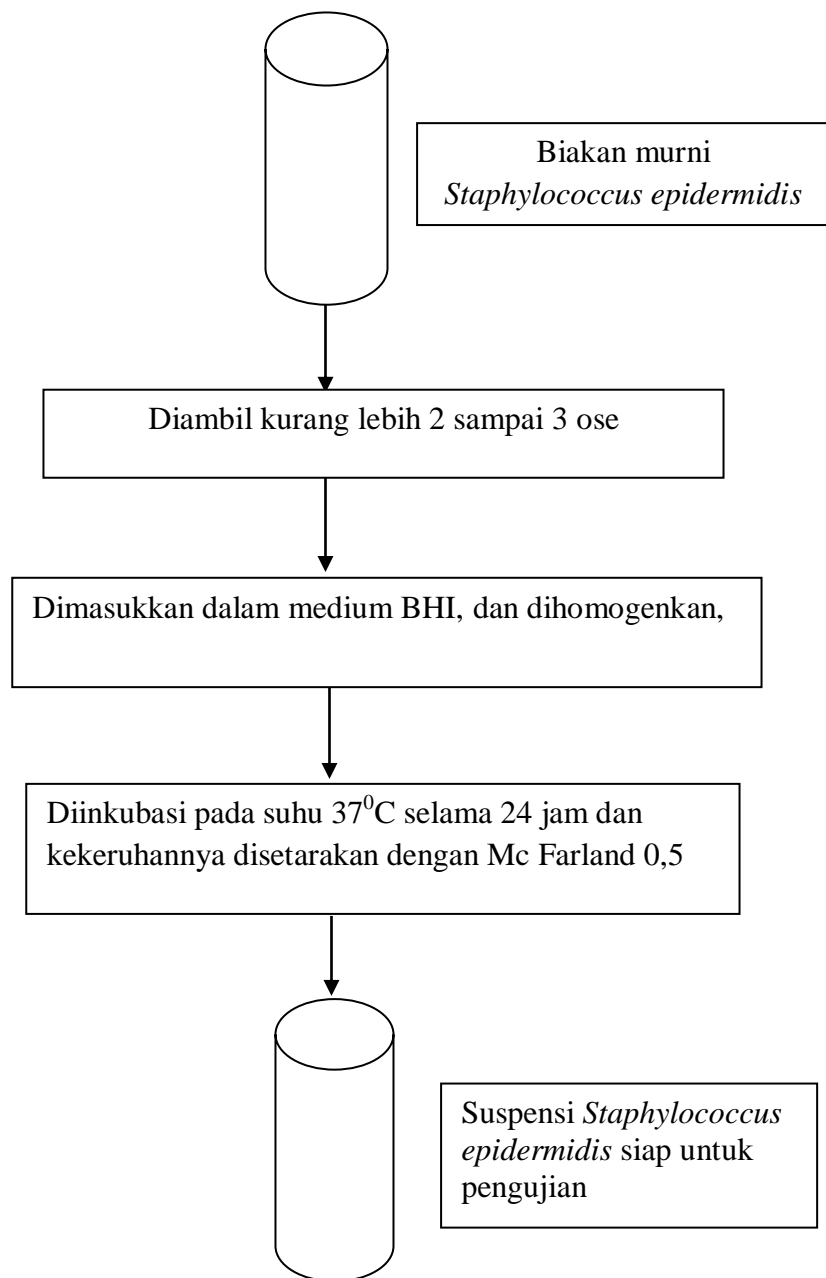 Biakan murni
Staphylococcus epidermidis
Diambil kurang lebih 2 sampai 3 ose
Dimasukkan dalam medium BHI, dan dihomogenkan,
Diinkubasi pada suhu 37⁰C selama 24 jam dan
kekeruhannya disetarakan dengan Mc Farland 0,5
Suspensi Staphylococcus
epidermidis siap untuk
pengujian